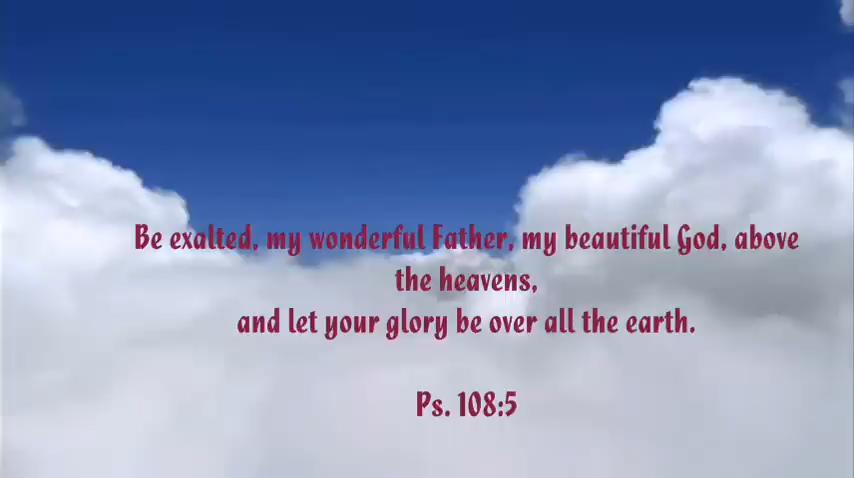 Be exalted, my wonderful Father, my beautiful God, above
the heavens,
and let your glory be over all the earth.
Ps. 108:5